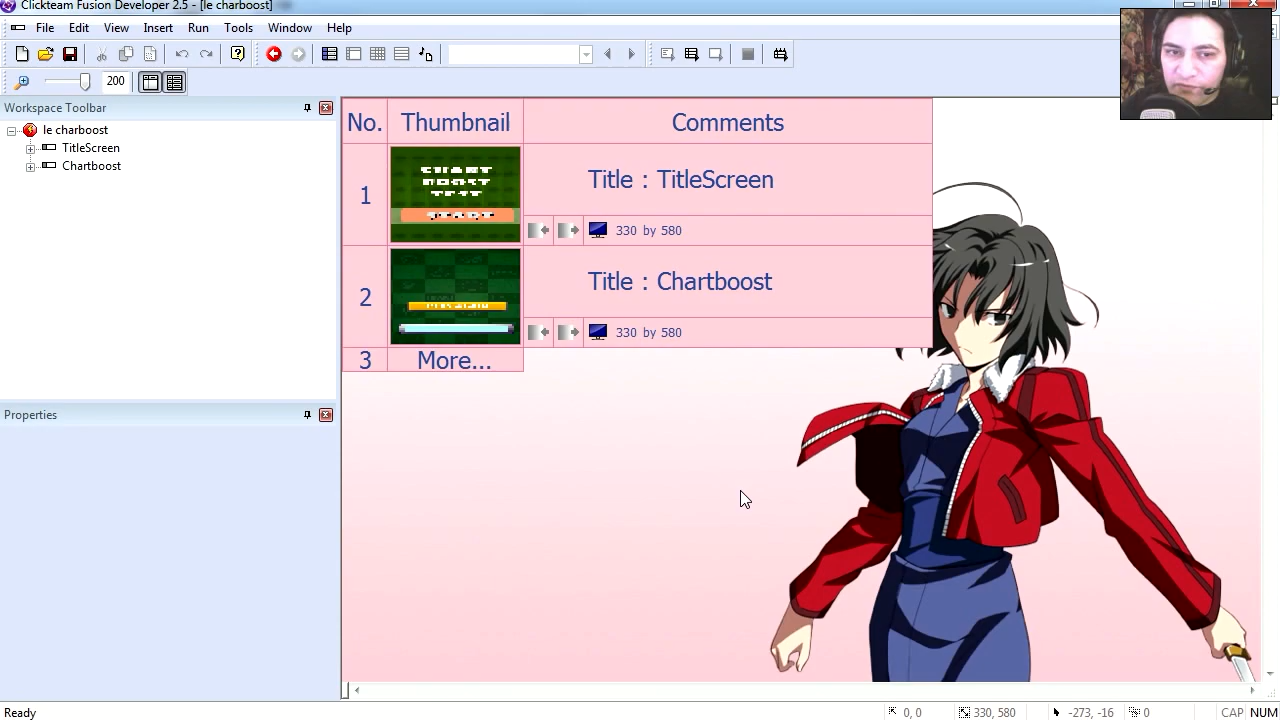 Clickteam Fusion Developer 2.5 - [le charboost]
File Edit View Insert Run Tools Window Help
200
Workspace Toolbar
le charboost
TitleScreen
Chartboost
Properties
No. Thumbnail Comments
1 Title : TitleScreen
330 by 580
2 Title : Chartboost
330 by 580
3 More...
Ready 0, 0 330, 580 -273, -16 0 CAP NUM